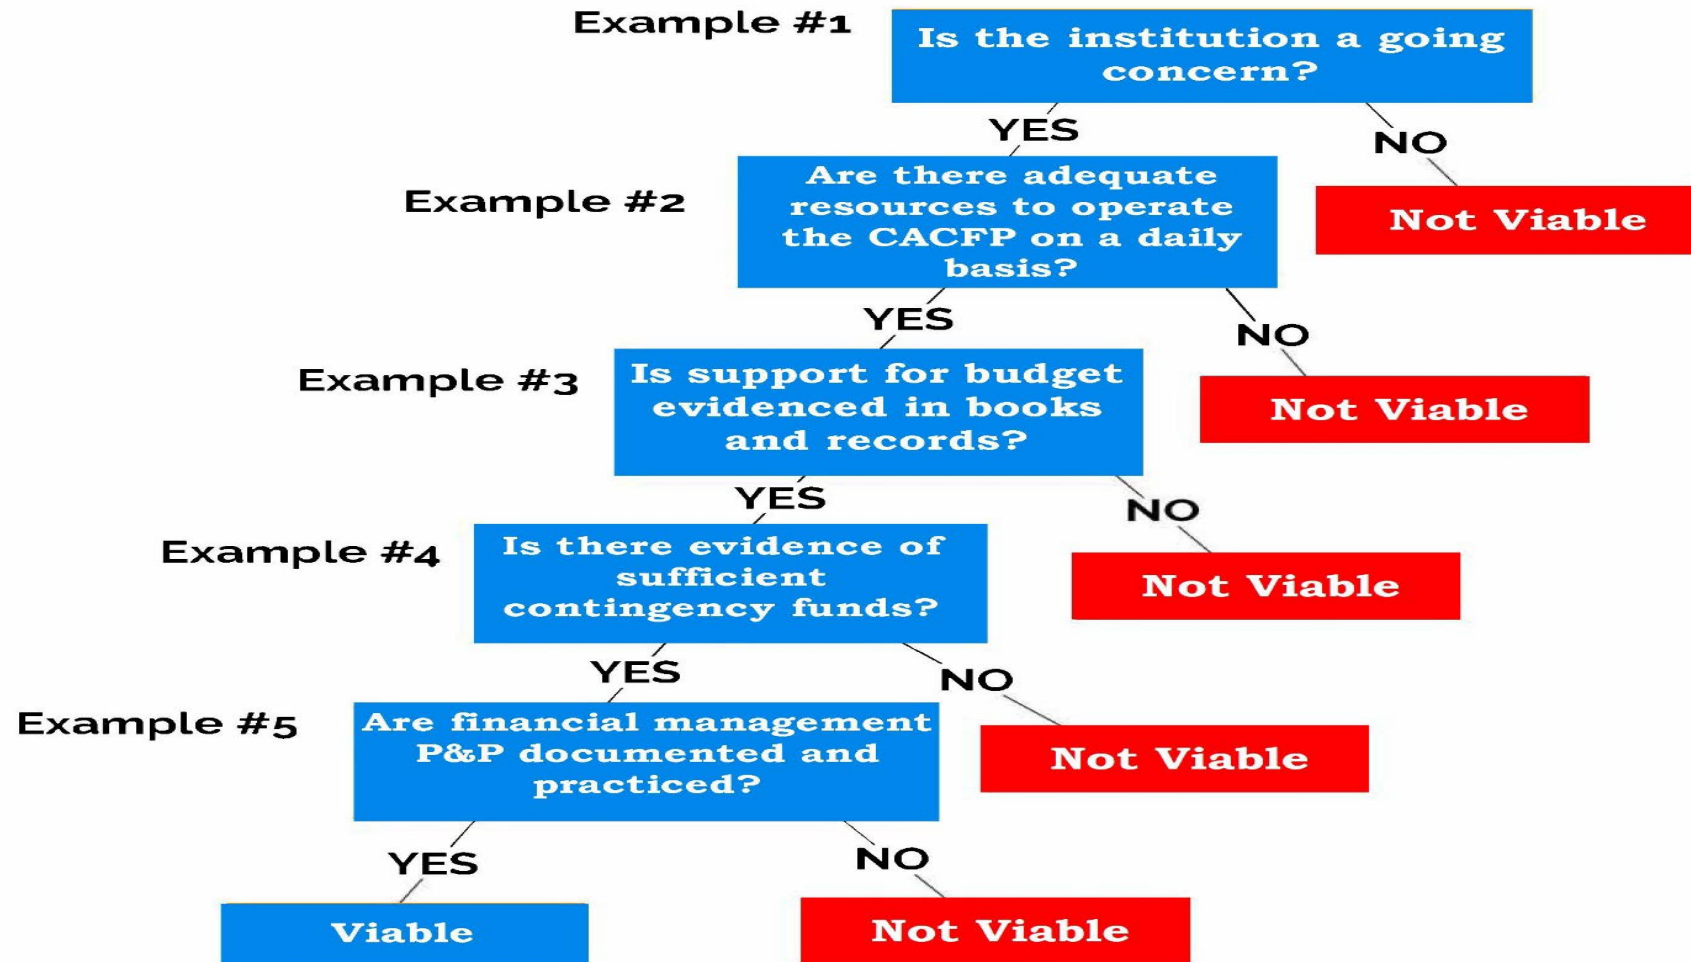 Example #1
Is the institution a going
concern?
YES
NO
Example #2
Are there adequate
resources to operate
the CACFP on a daily
basis?
Not Viable
YES
NO
Example #3
Is support for budget
evidenced in books
and records?
Not Viable
YES
NO
Example #4
Is there evidence of
sufficient
contingency funds?
Not Viable
YES
NO
Example #5
Are financial management
P&P documented and
practiced?
Not Viable
YES
NO
Viable
Not Viable